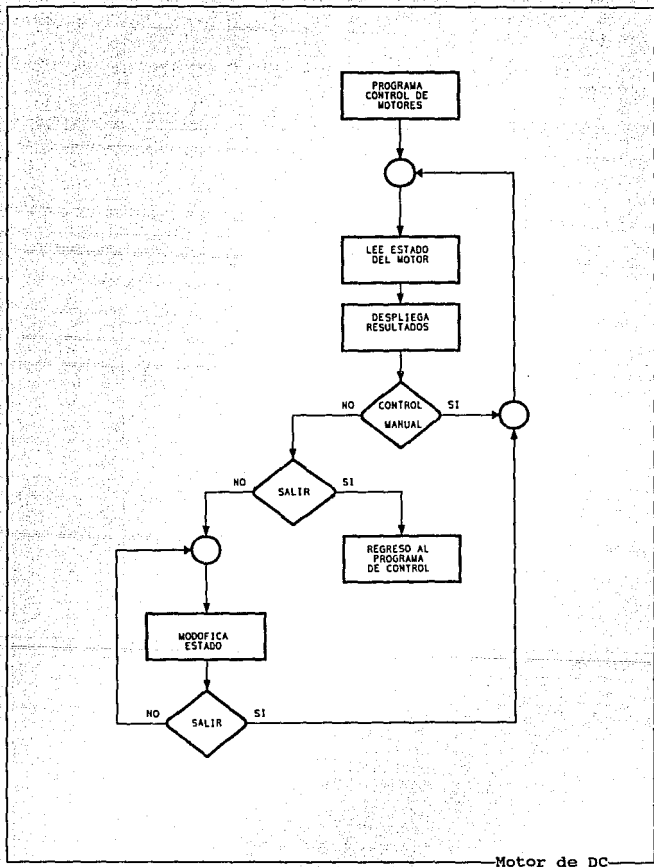 PROGRAMA
CONTROL DE
MOTORES
LEE ESTADO
DEL MOTOR
DESPLIEGA
RESULTADOS
NO
CONTROL
MANUAL
SI
NO
SALIR
SI
REGRESO AL
PROGRAMA
DE CONTROL
MODOFICA
ESTADO
NO
SALIR
SI
Motor de DC